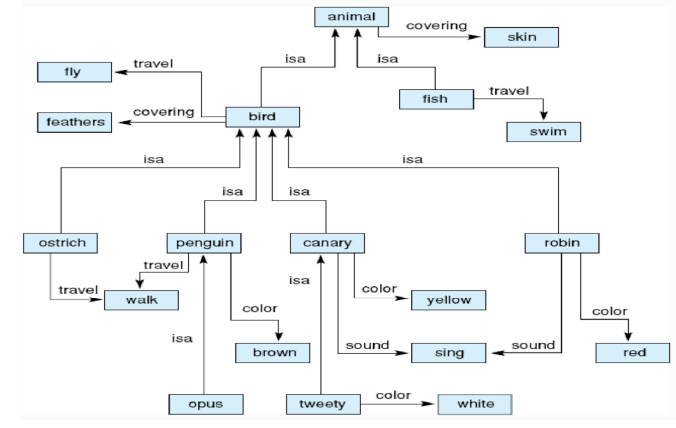 animal
covering
skin
isa
isa
travel
fly
fish
travel
covering
feathers
bird
swim
isa
isa
isa
isa
ostrich
penguin
canary
robin
travel
isa
travel
walk
color
yellow
color
color
isa
sound
sound
brown
sing
red
opus
tweety
color
white